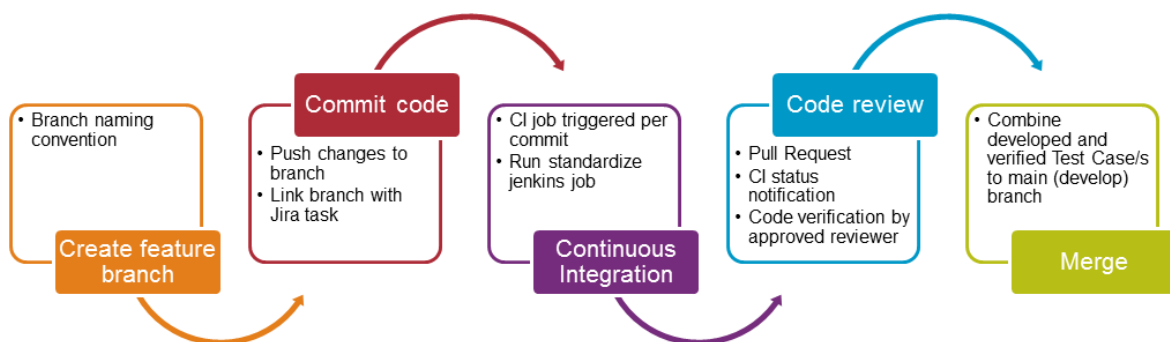 • Branch naming
convention
Create feature
branch
Commit code
• Push changes to
branch
• Link branch with
Jira task
• CI job triggered per
commit
• Run standardize
jenkins job
Continuous
Integration
Code review
• Pull Request
• CI status
notification
• Code verification by
approved reviewer
• Combine
developed and
verified Test Case/s
to main (develop)
branch
Merge